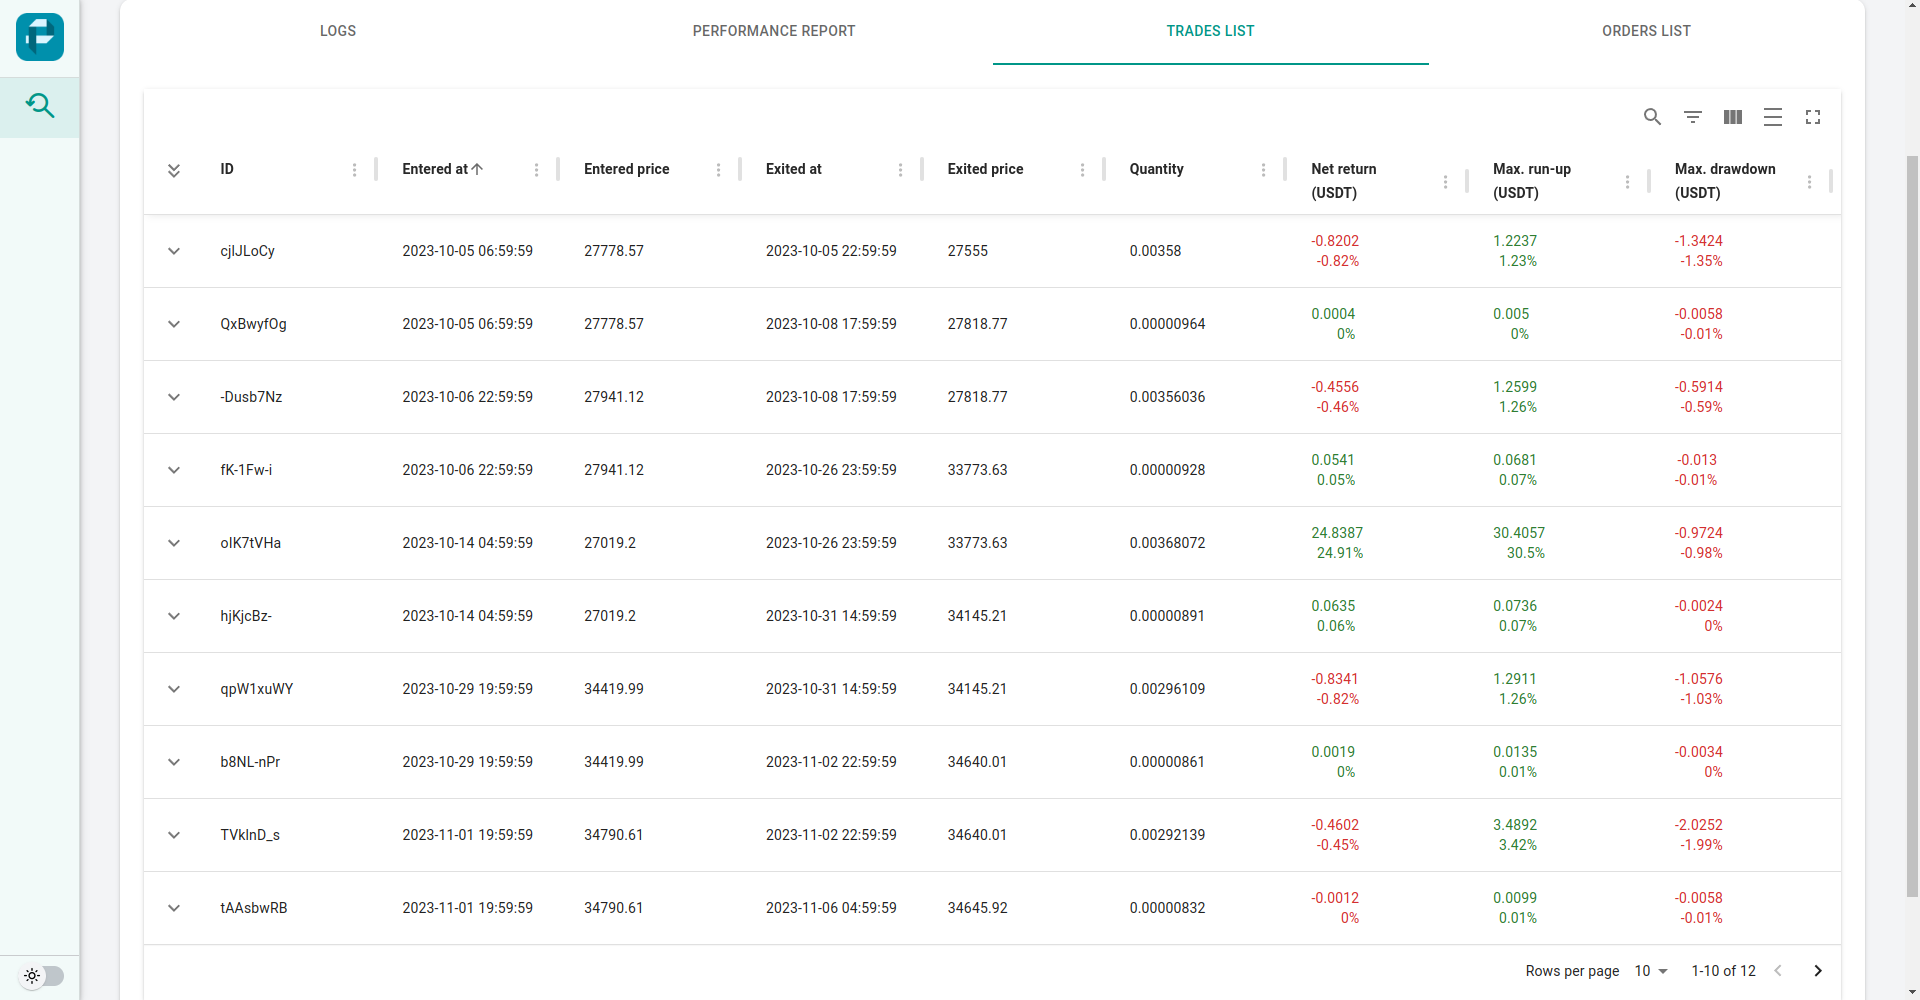 LOGS PERFORMANCE REPORT TRADES LIST ORDERS LIST
ID Entered at Entered price Exited at Exited price Quantity Net return (USDT) Max. run-up (USDT) Max. drawdown (USDT)
cjlJLoCy 2023-10-05 06:59:59 27778.57 2023-10-05 22:59:59 27555 0.00358 -0.8202 1.2237 -1.3424
-0.82% 1.23% -1.35%
QxBwyfOg 2023-10-05 06:59:59 27778.57 2023-10-08 17:59:59 27818.77 0.00000964 0.0004 0.005 -0.0058
0% 0% -0.01%
-Dusb7Nz 2023-10-06 22:59:59 27941.12 2023-10-08 17:59:59 27818.77 0.00356036 -0.4556 1.2599 -0.5914
-0.46% 1.26% -0.59%
fK-1Fw-i 2023-10-06 22:59:59 27941.12 2023-10-26 23:59:59 33773.63 0.00000928 0.0541 0.0681 -0.013
0.05% 0.07% -0.01%
olK7tVHa 2023-10-14 04:59:59 27019.2 2023-10-26 23:59:59 33773.63 0.00368072 24.8387 30.4057 -0.9724
24.91% 30.5% -0.98%
hjKjcBz- 2023-10-14 04:59:59 27019.2 2023-10-31 14:59:59 34145.21 0.00000891 0.0635 0.0736 -0.0024
0.06% 0.07% 0%
qpW1xuWY 2023-10-29 19:59:59 34419.99 2023-10-31 14:59:59 34145.21 0.00296109 -0.8341 1.2911 -1.0576
-0.82% 1.26% -1.03%
b8NL-nPr 2023-10-29 19:59:59 34419.99 2023-11-02 22:59:59 34640.01 0.00000861 0.0019 0.0135 -0.0034
0% 0.01% 0%
TVklnD_s 2023-11-01 19:59:59 34790.61 2023-11-02 22:59:59 34640.01 0.00292139 -0.4602 3.4892 -2.0252
-0.45% 3.42% -1.99%
tAAsbwRB 2023-11-01 19:59:59 34790.61 2023-11-06 04:59:59 34645.92 0.00000832 -0.0012 0.0099 -0.0058
0% 0.01% -0.01%
Rows per page 10 1-10 of 12